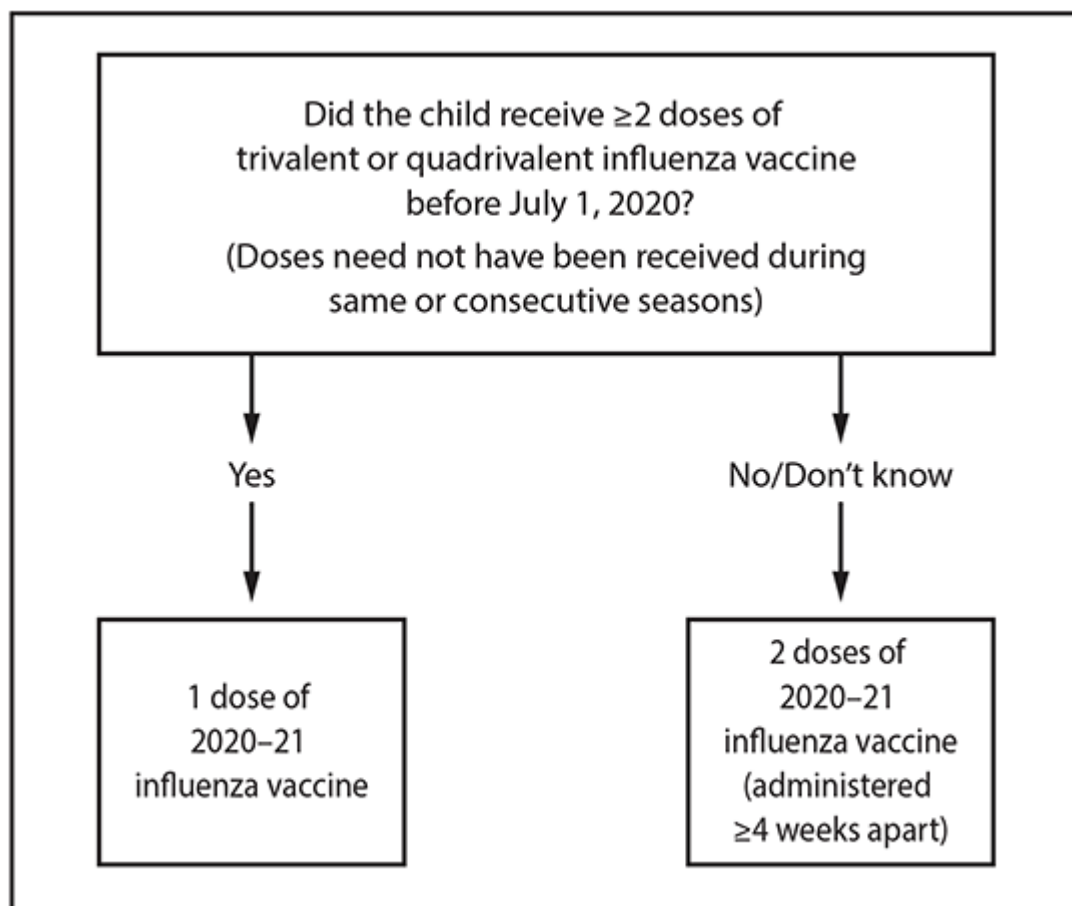 Did the child receive ≥2 doses of
trivalent or quadrivalent influenza vaccine
before July 1, 2020?
(Doses need not have been received during
same or consecutive seasons)
Yes
No/Don’t know
1 dose of
2020–21
influenza vaccine
2 doses of
2020–21
influenza vaccine
(administered
≥4 weeks apart)